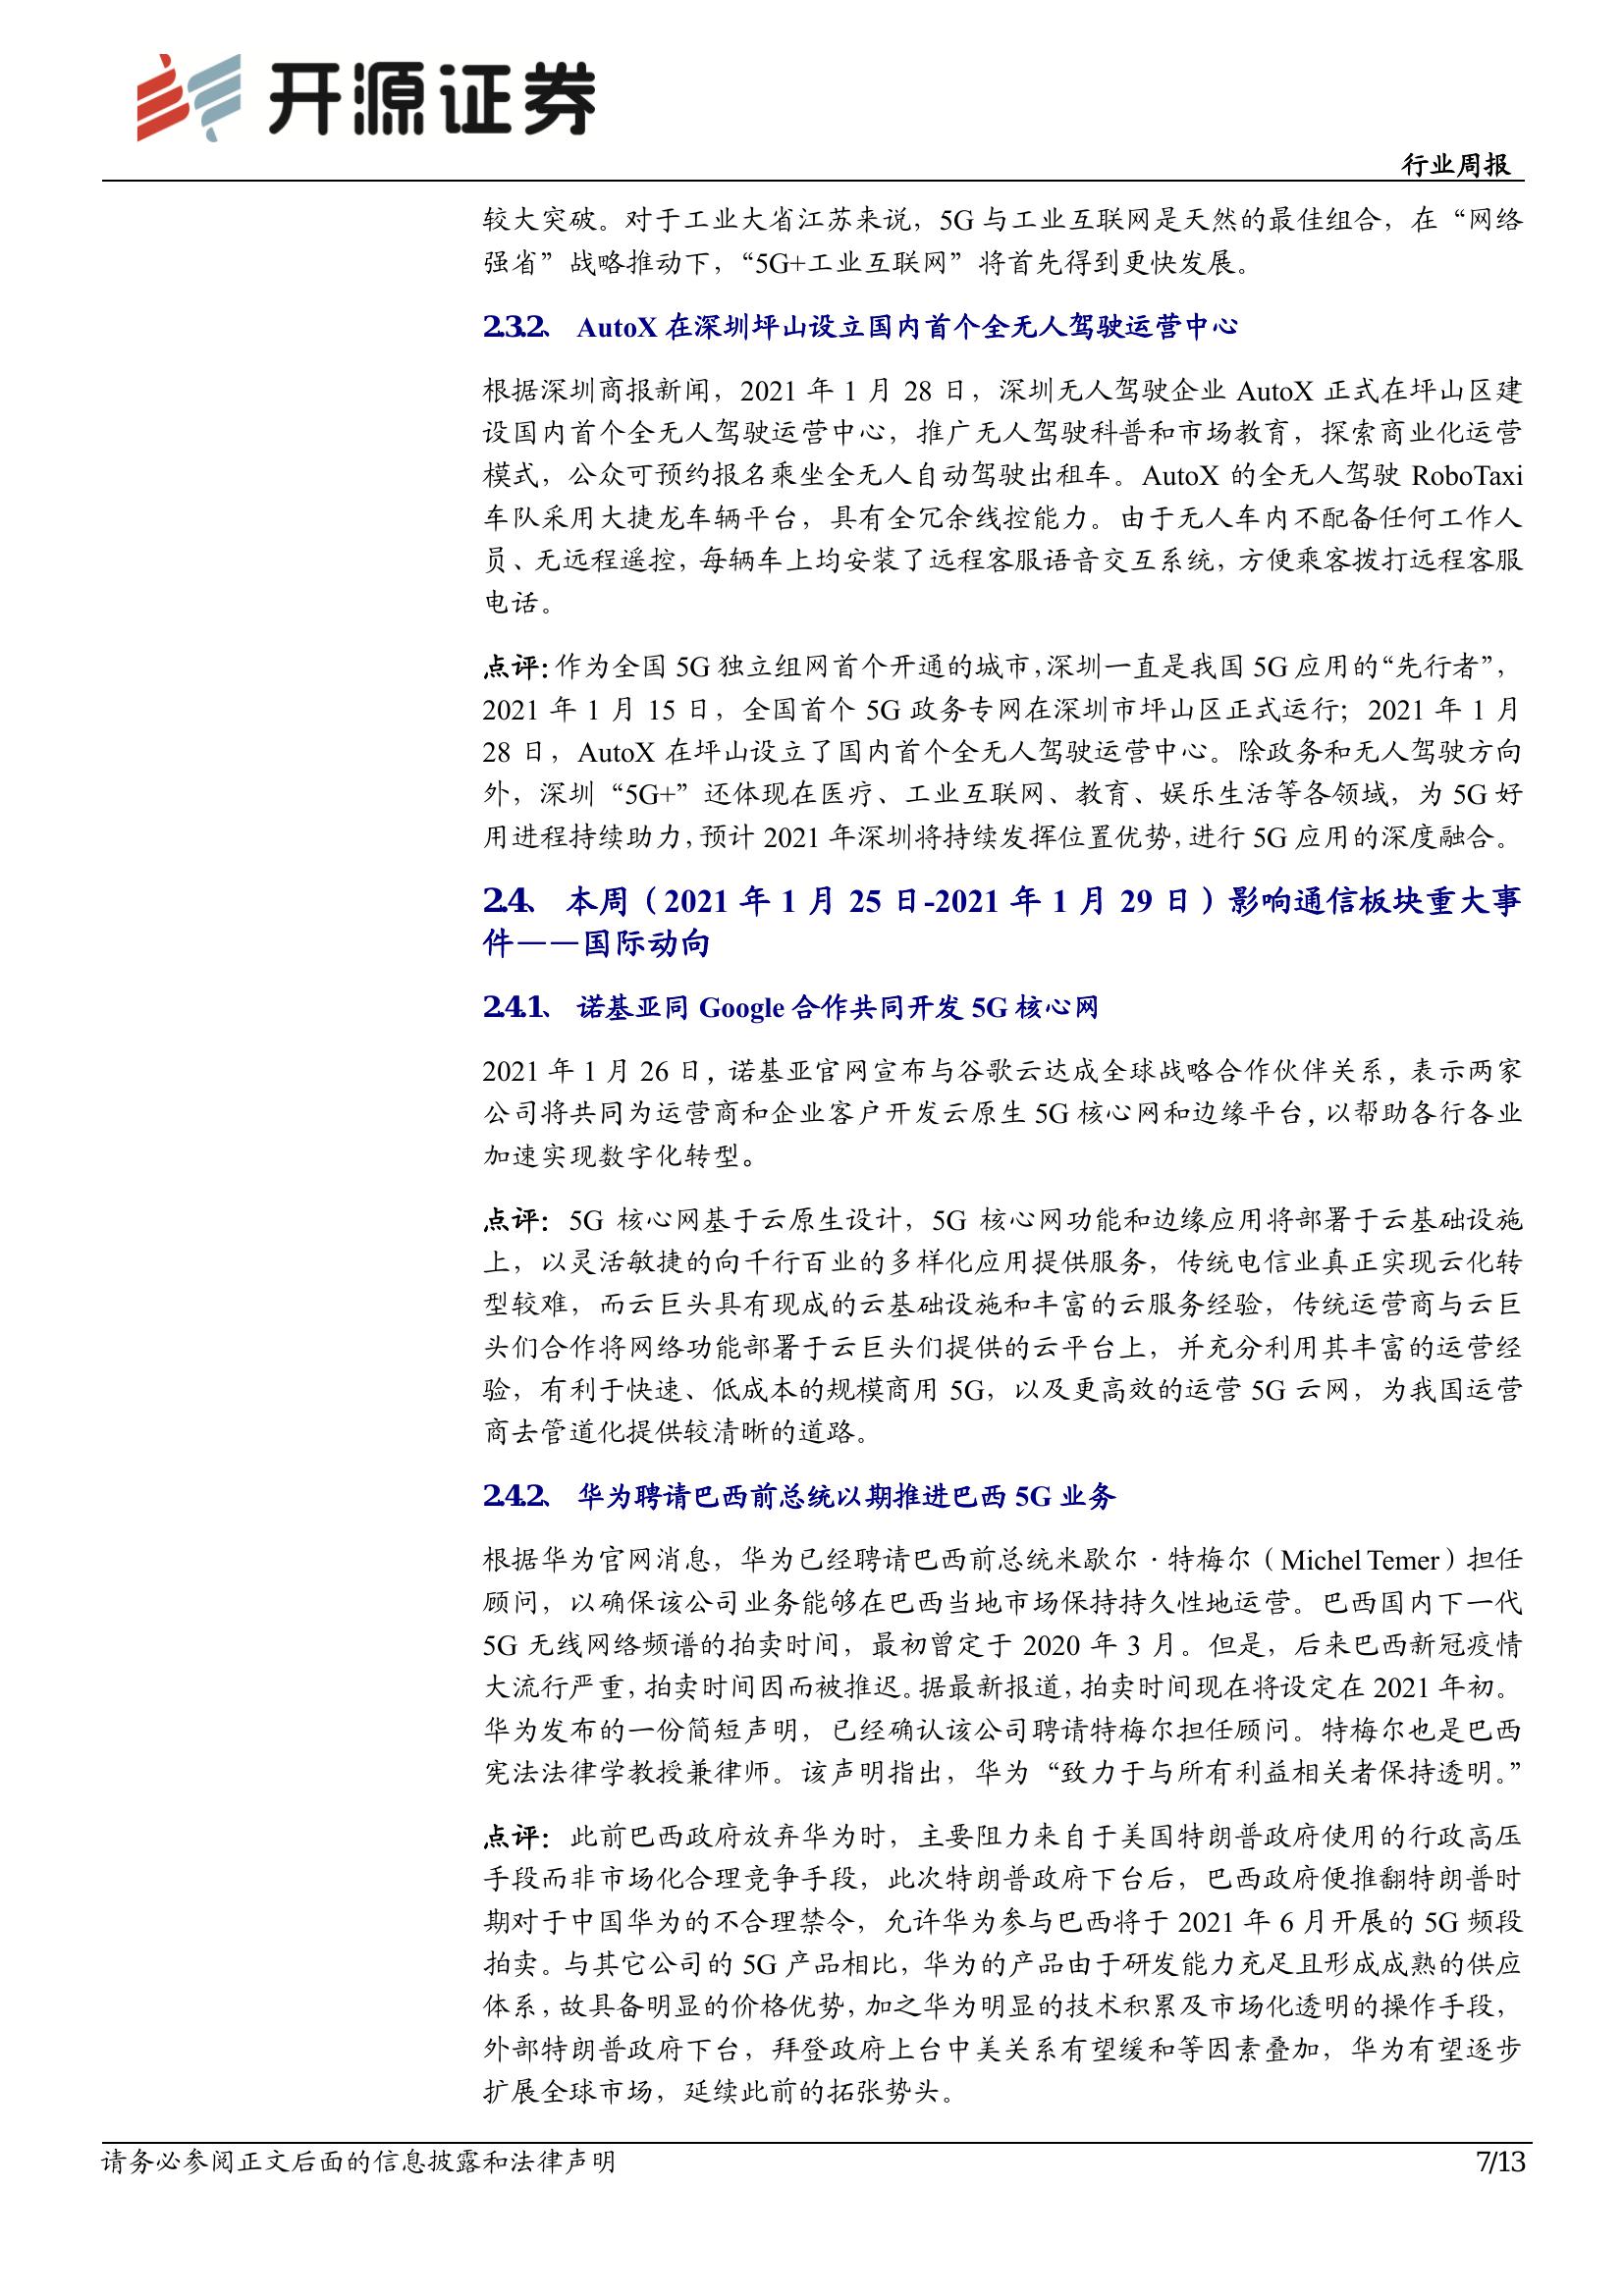 开源证券
行业周报
较大突破。对于工业大省江苏来说，5G 与工业互联网是天然的最佳组合，在“网络
强省”战略推动下，“5G+工业互联网”将首先得到更快发展。
2.3.2、 AutoX 在深圳坪山设立国内首个全无人驾驶运营中心
根据深圳商报新闻，2021 年 1 月 28 日，深圳无人驾驶企业 AutoX 正式在坪山区建
设国内首个全无人驾驶运营中心，推广无人驾驶科普和市场教育，探索商业化运营
模式，公众可预约报名乘坐全无人自动驾驶出租车。AutoX 的全无人驾驶 RoboTaxi
车队采用大捷龙车辆平台，具有全冗余线控能力。由于无人车内不配备任何工作人
员、无远程遥控，每辆车上均安装了远程客服语音交互系统，方便乘客拨打远程客服
电话。
点评：作为全国 5G 独立组网首个开通的城市，深圳一直是我国 5G 应用的“先行者”，
2021 年 1 月 15 日，全国首个 5G 政务专网在深圳市坪山区正式运行；2021 年 1 月
28 日，AutoX 在坪山设立了国内首个全无人驾驶运营中心。除政务和无人驾驶方向
外，深圳“5G+”还体现在医疗、工业互联网、教育、娱乐生活等各领域，为 5G 好
用进程持续助力，预计 2021 年深圳将持续发挥位置优势，进行 5G 应用的深度融合。
2.4、 本周（2021 年 1 月 25 日-2021 年 1 月 29 日）影响通信板块重大事
件——国际动向
2.4.1、 诺基亚同 Google 合作共同开发 5G 核心网
2021 年 1 月 26 日，诺基亚官网宣布与谷歌云达成全球战略合作伙伴关系，表示两家
公司将共同为运营商和企业客户开发云原生 5G 核心网和边缘平台，以帮助各行各业
加速实现数字化转型。
点评：5G 核心网基于云原生设计，5G 核心网功能和边缘应用将部署于云基础设施
上，以灵活敏捷的向千行百业的多样化应用提供服务，传统电信业真正实现云化转
型较难，而云巨头具有现成的云基础设施和丰富的云服务经验，传统运营商与云巨
头们合作将网络功能部署于云巨头们提供的云平台上，并充分利用其丰富的运营经
验，有利于快速、低成本的规模商用 5G，以及更高效的运营 5G 云网，为我国运营
商去管道化提供较清晰的道路。
2.4.2、 华为聘请巴西前总统以期推进巴西 5G 业务
根据华为官网消息，华为已经聘请巴西前总统米歇尔·特梅尔（Michel Temer）担任
顾问，以确保该公司业务能够在巴西当地市场保持持久性地运营。巴西国内下一代
5G 无线网络频谱的拍卖时间，最初曾定于 2020 年 3 月。但是，后来巴西新冠疫情
大流行严重，拍卖时间因而被推迟。据最新报道，拍卖时间现在将设定在 2021 年初。
华为发布的一份简短声明，已经确认该公司聘请特梅尔担任顾问。特梅尔也是巴西
宪法法律学教授兼律师。该声明指出，华为“致力于与所有利益相关者保持透明。”
点评：此前巴西政府放弃华为时，主要阻力来自于美国特朗普政府使用的行政高压
手段而非市场化合理竞争手段，此次特朗普政府下台后，巴西政府便推翻特朗普时
期对于中国华为的不合理禁令，允许华为参与巴西将于 2021 年 6 月开展的 5G 频段
拍卖。与其它公司的 5G 产品相比，华为的产品由于研发能力充足且形成成熟的供应
体系，故具备明显的价格优势，加之华为明显的技术积累及市场化透明的操作手段，
外部特朗普政府下台，拜登政府上台中美关系有望缓和等因素叠加，华为有望逐步
扩展全球市场，延续此前的拓张势头。
请务必参阅正文后面的信息披露和法律声明
7/13